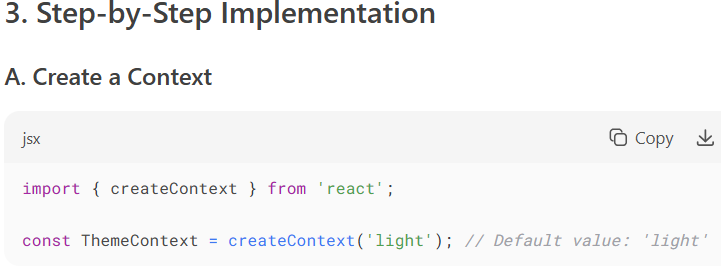 3. Step-by-Step Implementation
A. Create a Context
jsx Copy
import { createContext } from 'react';
const ThemeContext = createContext('light'); // Default value: 'light'